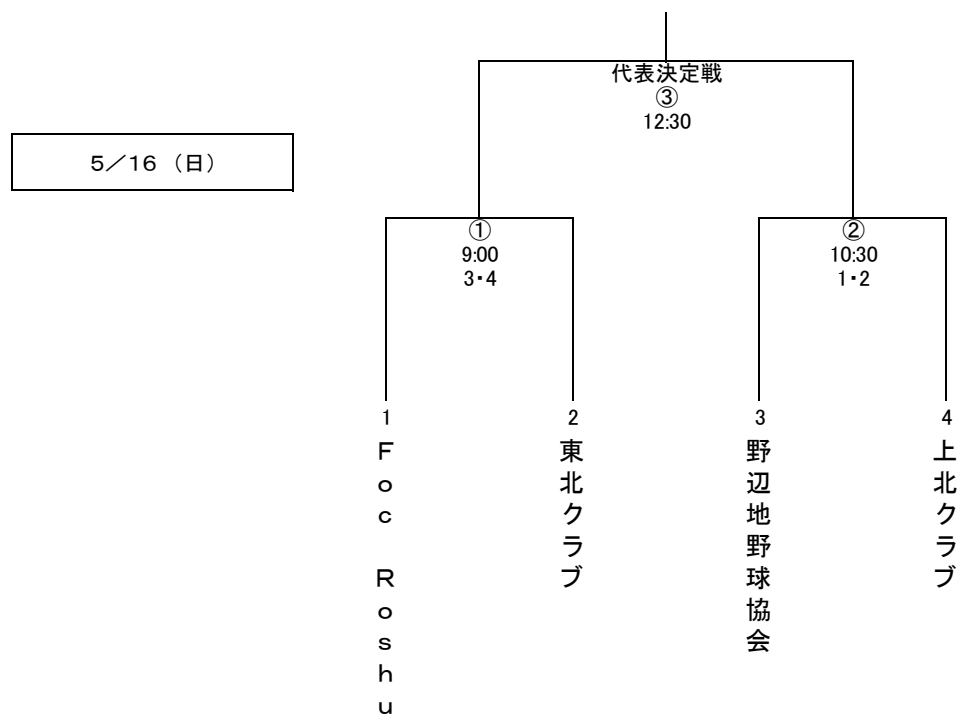 代表決定戦
③
12:30
5／16 （日）
①
9:00
3・4
②
10:30
1・2
1
Ｆｏｃ　Ｒｏｓｈｕ
2
東北クラブ
3
野辺地野球協会
4
上北クラブ